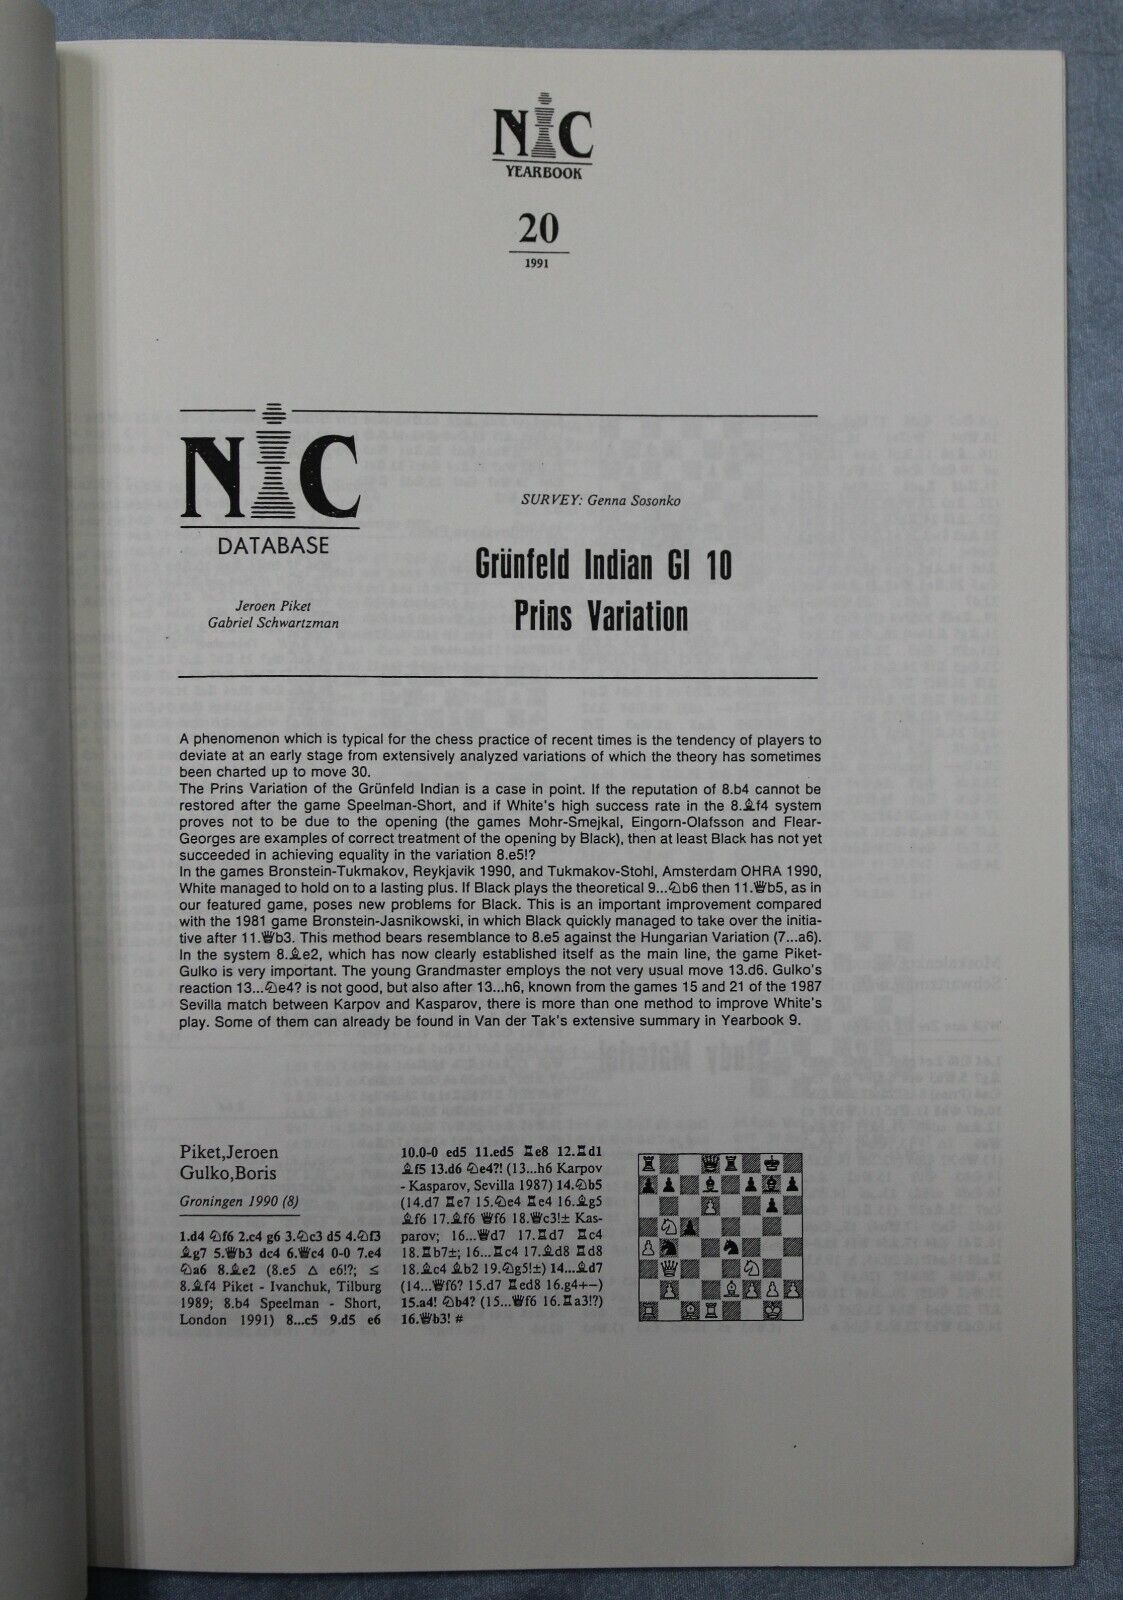 NIC
YEARBOOK
20
1991
NIC
DATABASE
Jeroen Piket
Gabriel Schwartzman
SURVEY: Genna Sosonko
Grünfeld Indian GI 10
Prins Variation
A phenomenon which is typical for the chess practice of recent times is the tendency of players to
deviate at an early stage from extensively analyzed variations of which the theory has sometimes
been charted up to move 30.
The Prins Variation of the Grünfeld Indian is a case in point. If the reputation of 8.b4 cannot be
restored after the game Speelman-Short, and if White's high success rate in the 8.♗f4 system
proves not to be due to the opening (the games Mohr-Smejkal, Eingorn-Olafsson and Flear-
Georges are examples of correct treatment of the opening by Black), then at least Black has not yet
succeeded in achieving equality in the variation 8.e5!?
In the games Bronstein-Tukmakov, Reykjavik 1990, and Tukmakov-Stohl, Amsterdam OHRA 1990,
White managed to hold on to a lasting plus. If Black plays the theoretical 9...♘b6 then 11.♕b5, as in
our featured game, poses new problems for Black. This is an important improvement compared
with the 1981 game Bronstein-Jasnikowski, in which Black quickly managed to take over the initia-
tive after 11.♕b3. This method bears resemblance to 8.e5 against the Hungarian Variation (7...a6).
In the system 8.♗e2, which has now clearly established itself as the main line, the game Piket-
Gulko is very important. The young Grandmaster employs the not very usual move 13.d6. Gulko's
reaction 13...♘e4? is not good, but also after 13...h6, known from the games 15 and 21 of the 1987
Sevilla match between Karpov and Kasparov, there is more than one method to improve White's
play. Some of them can already be found in Van der Tak's extensive summary in Yearbook 9.
Piket,Jeroen
Gulko,Boris
Groningen 1990 (8)
1.d4 ♘f6 2.c4 g6 3.♘c3 d5 4.♘f3
♗g7 5.♕b3 dc4 6.♕c4 0-0 7.e4
♘a6 8.♗e2 (8.e5 △ e6!?; ≤
8.♗f4 Piket - Ivanchuk, Tilburg
1989; 8.b4 Speelman - Short,
London 1991) 8...c5 9.d5 e6
10.0-0 ed5 11.ed5 ♖e8 12.♖d1
♗f5 13.d6 ♘e4?! (13...h6 Karpov
- Kasparov, Sevilla 1987) 14.♘b5
(14.d7 ♖e7 15.♘e4 ♖e4 16.♗g5
♗f6 17.♗f6 ♕f6 18.♕c3!± Kas-
parov; 16...♕d7 17.♖d7 ♖c4
18.♖b7±; 16...♖c4 17.♗d8 ♖d8
18.♗c4 ♗b2 19.♘g5!±) 14...♗d7
(14...♕f6? 15.d7 ♖ed8 16.g4+−)
15.a4! ♘b4? (15...♕f6 16.♖a3!?)
16.♕b3! #